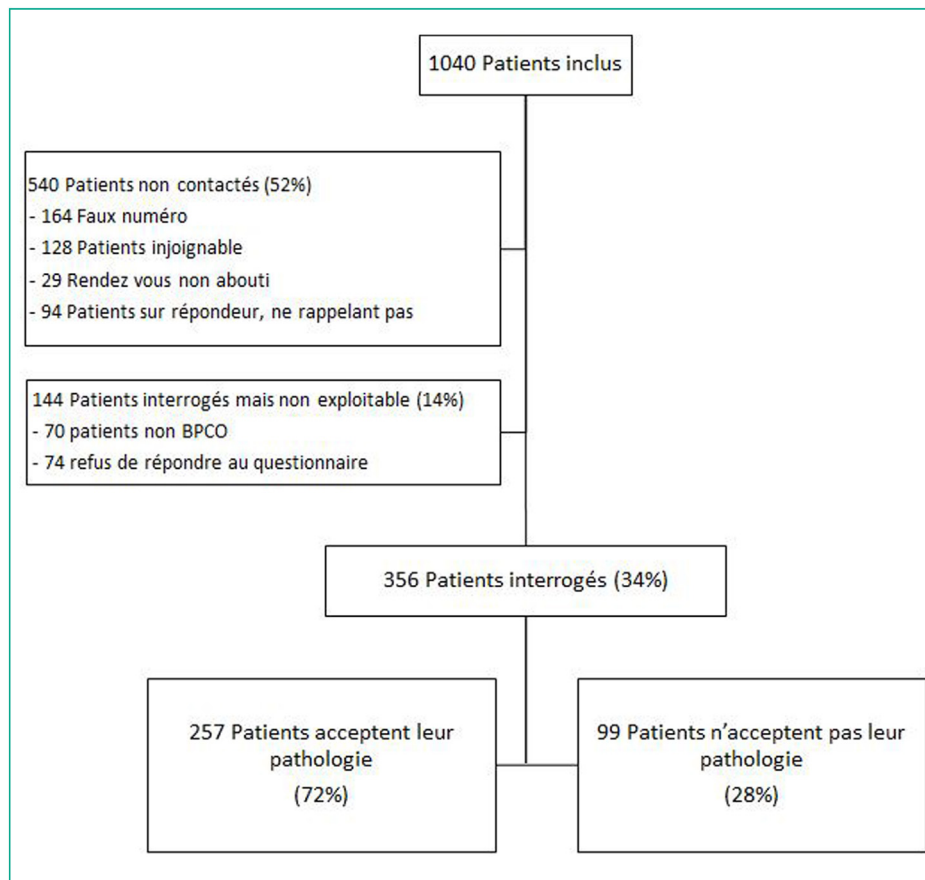 1040 Patients inclus
540 Patients non contactés (52%)
- 164 Faux numéro
- 128 Patients injoignable
- 29 Rendez vous non abouti
- 94 Patients sur répondeur, ne rappelant pas
144 Patients interrogés mais non exploitable (14%)
- 70 patients non BPCO
- 74 refus de répondre au questionnaire
356 Patients interrogés (34%)
257 Patients acceptent leur
pathologie
(72%)
99 Patients n’acceptent pas leur
pathologie
(28%)